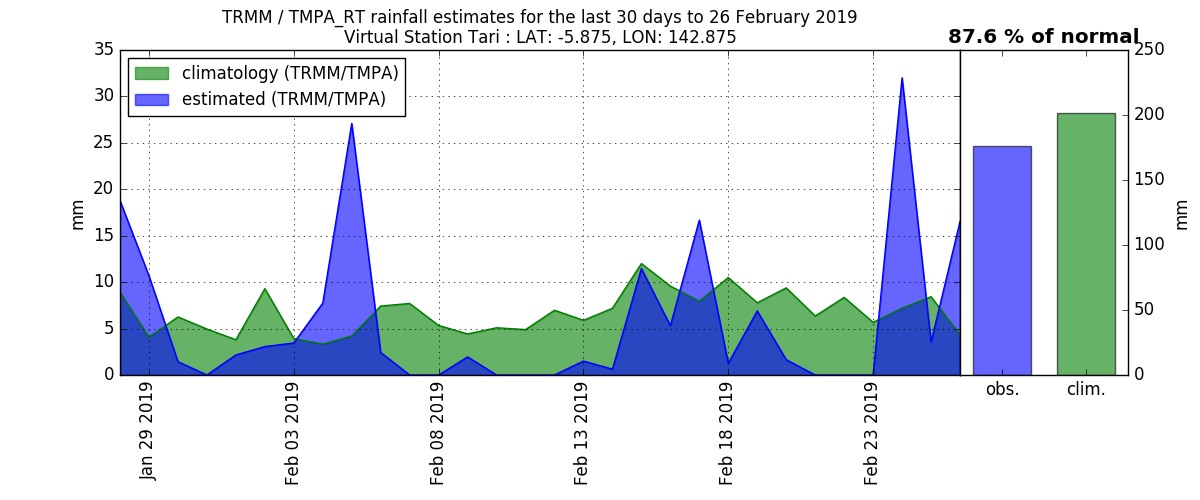 TRMM / TMPA_RT rainfall estimates for the last 30 days to 26 February 2019
Virtual Station Tari : LAT: -5.875, LON: 142.875
87.6 % of normal
climatology (TRMM/TMPA)
estimated (TRMM/TMPA)
mm
35
30
25
20
15
10
5
0
Jan 29 2019
Feb 03 2019
Feb 08 2019
Feb 13 2019
Feb 18 2019
Feb 23 2019
obs.
clim.
250
200
150
100
50
0
mm